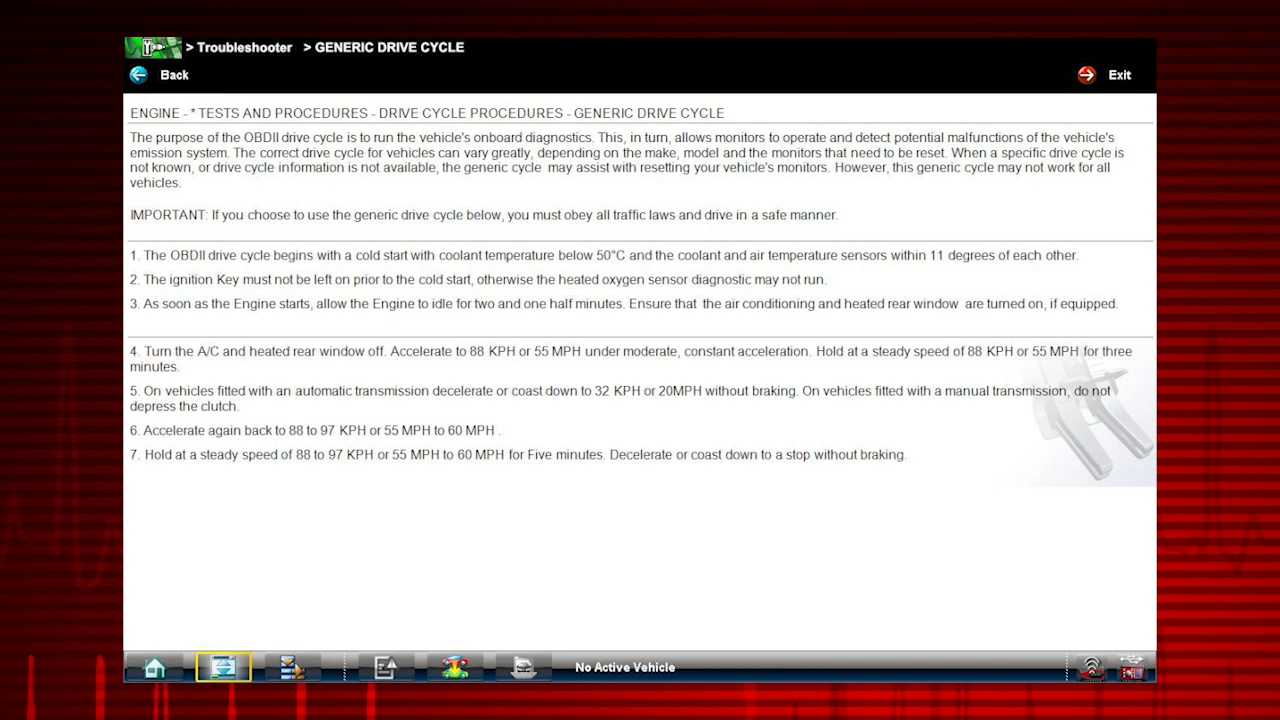 > Troubleshooter > GENERIC DRIVE CYCLE
Back
Exit
ENGINE - * TESTS AND PROCEDURES - DRIVE CYCLE PROCEDURES - GENERIC DRIVE CYCLE
The purpose of the OBDII drive cycle is to run the vehicle's onboard diagnostics. This, in turn, allows monitors to operate and detect potential malfunctions of the vehicle's
emission system. The correct drive cycle for vehicles can vary greatly, depending on the make, model and the monitors that need to be reset. When a specific drive cycle is
not known, or drive cycle information is not available, the generic cycle may assist with resetting your vehicle's monitors. However, this generic cycle may not work for all
vehicles.
IMPORTANT: If you choose to use the generic drive cycle below, you must obey all traffic laws and drive in a safe manner.
1. The OBDII drive cycle begins with a cold start with coolant temperature below 50°C and the coolant and air temperature sensors within 11 degrees of each other.
2. The ignition Key must not be left on prior to the cold start, otherwise the heated oxygen sensor diagnostic may not run.
3. As soon as the Engine starts, allow the Engine to idle for two and one half minutes. Ensure that the air conditioning and heated rear window are turned on, if equipped.
4. Turn the A/C and heated rear window off. Accelerate to 88 KPH or 55 MPH under moderate, constant acceleration. Hold at a steady speed of 88 KPH or 55 MPH for three
minutes.
5. On vehicles fitted with an automatic transmission decelerate or coast down to 32 KPH or 20MPH without braking. On vehicles fitted with a manual transmission, do not
depress the clutch.
6. Accelerate again back to 88 to 97 KPH or 55 MPH to 60 MPH .
7. Hold at a steady speed of 88 to 97 KPH or 55 MPH to 60 MPH for Five minutes. Decelerate or coast down to a stop without braking.
No Active Vehicle